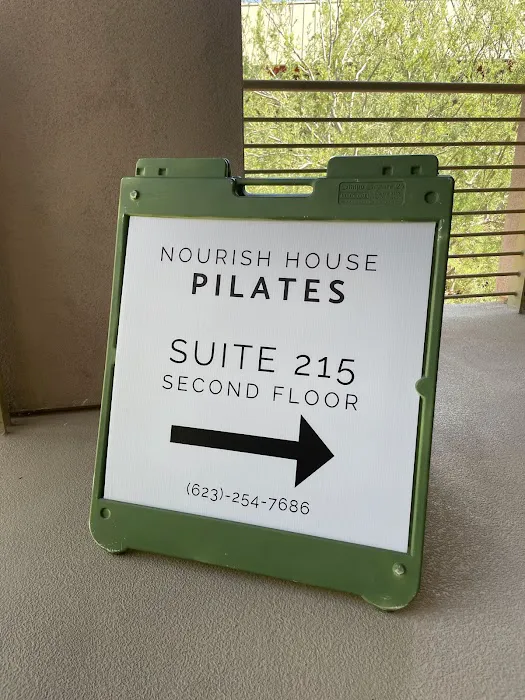 NOURISH HOUSE
PILATES
SUITE 215
SECOND FLOOR
(623)-254-7686